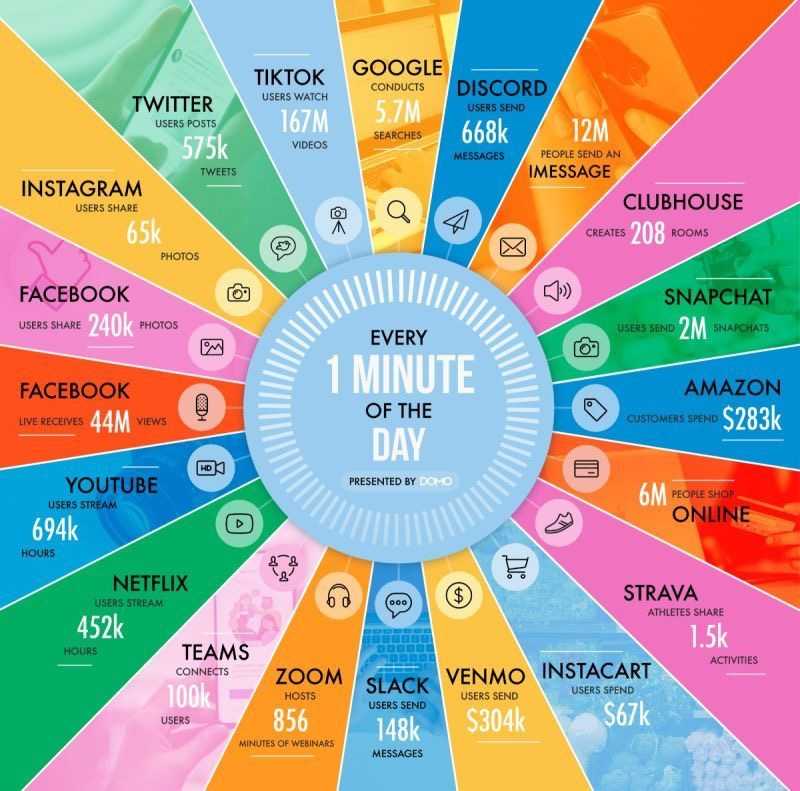 EVERY
1 MINUTE
OF THE
DAY
PRESENTED BY DOMO
GOOGLE
CONDUCTS
5.7M
SEARCHES
DISCORD
USERS SEND
668k
MESSAGES
12M
PEOPLE SEND AN
IMESSAGE
CLUBHOUSE
CREATES 208 ROOMS
SNAPCHAT
USERS SEND 2M SNAPCHATS
AMAZON
CUSTOMERS SPEND $283k
6M PEOPLE SHOP
ONLINE
STRAVA
ATHLETES SHARE
1.5k
ACTIVITIES
INSTACART
USERS SPEND
$67k
VENMO
USERS SEND
$304k
SLACK
USERS SEND
148k
MESSAGES
ZOOM
HOSTS
856
MINUTES OF WEBINARS
TEAMS
CONNECTS
100k
USERS
NETFLIX
USERS STREAM
452k
HOURS
YOUTUBE
USERS STREAM
694k
HOURS
HD
FACEBOOK
LIVE RECEIVES 44M VIEWS
FACEBOOK
USERS SHARE 240k PHOTOS
INSTAGRAM
USERS SHARE
65k
PHOTOS
TWITTER
USERS POSTS
575k
TWEETS
TIKTOK
USERS WATCH
167M
VIDEOS